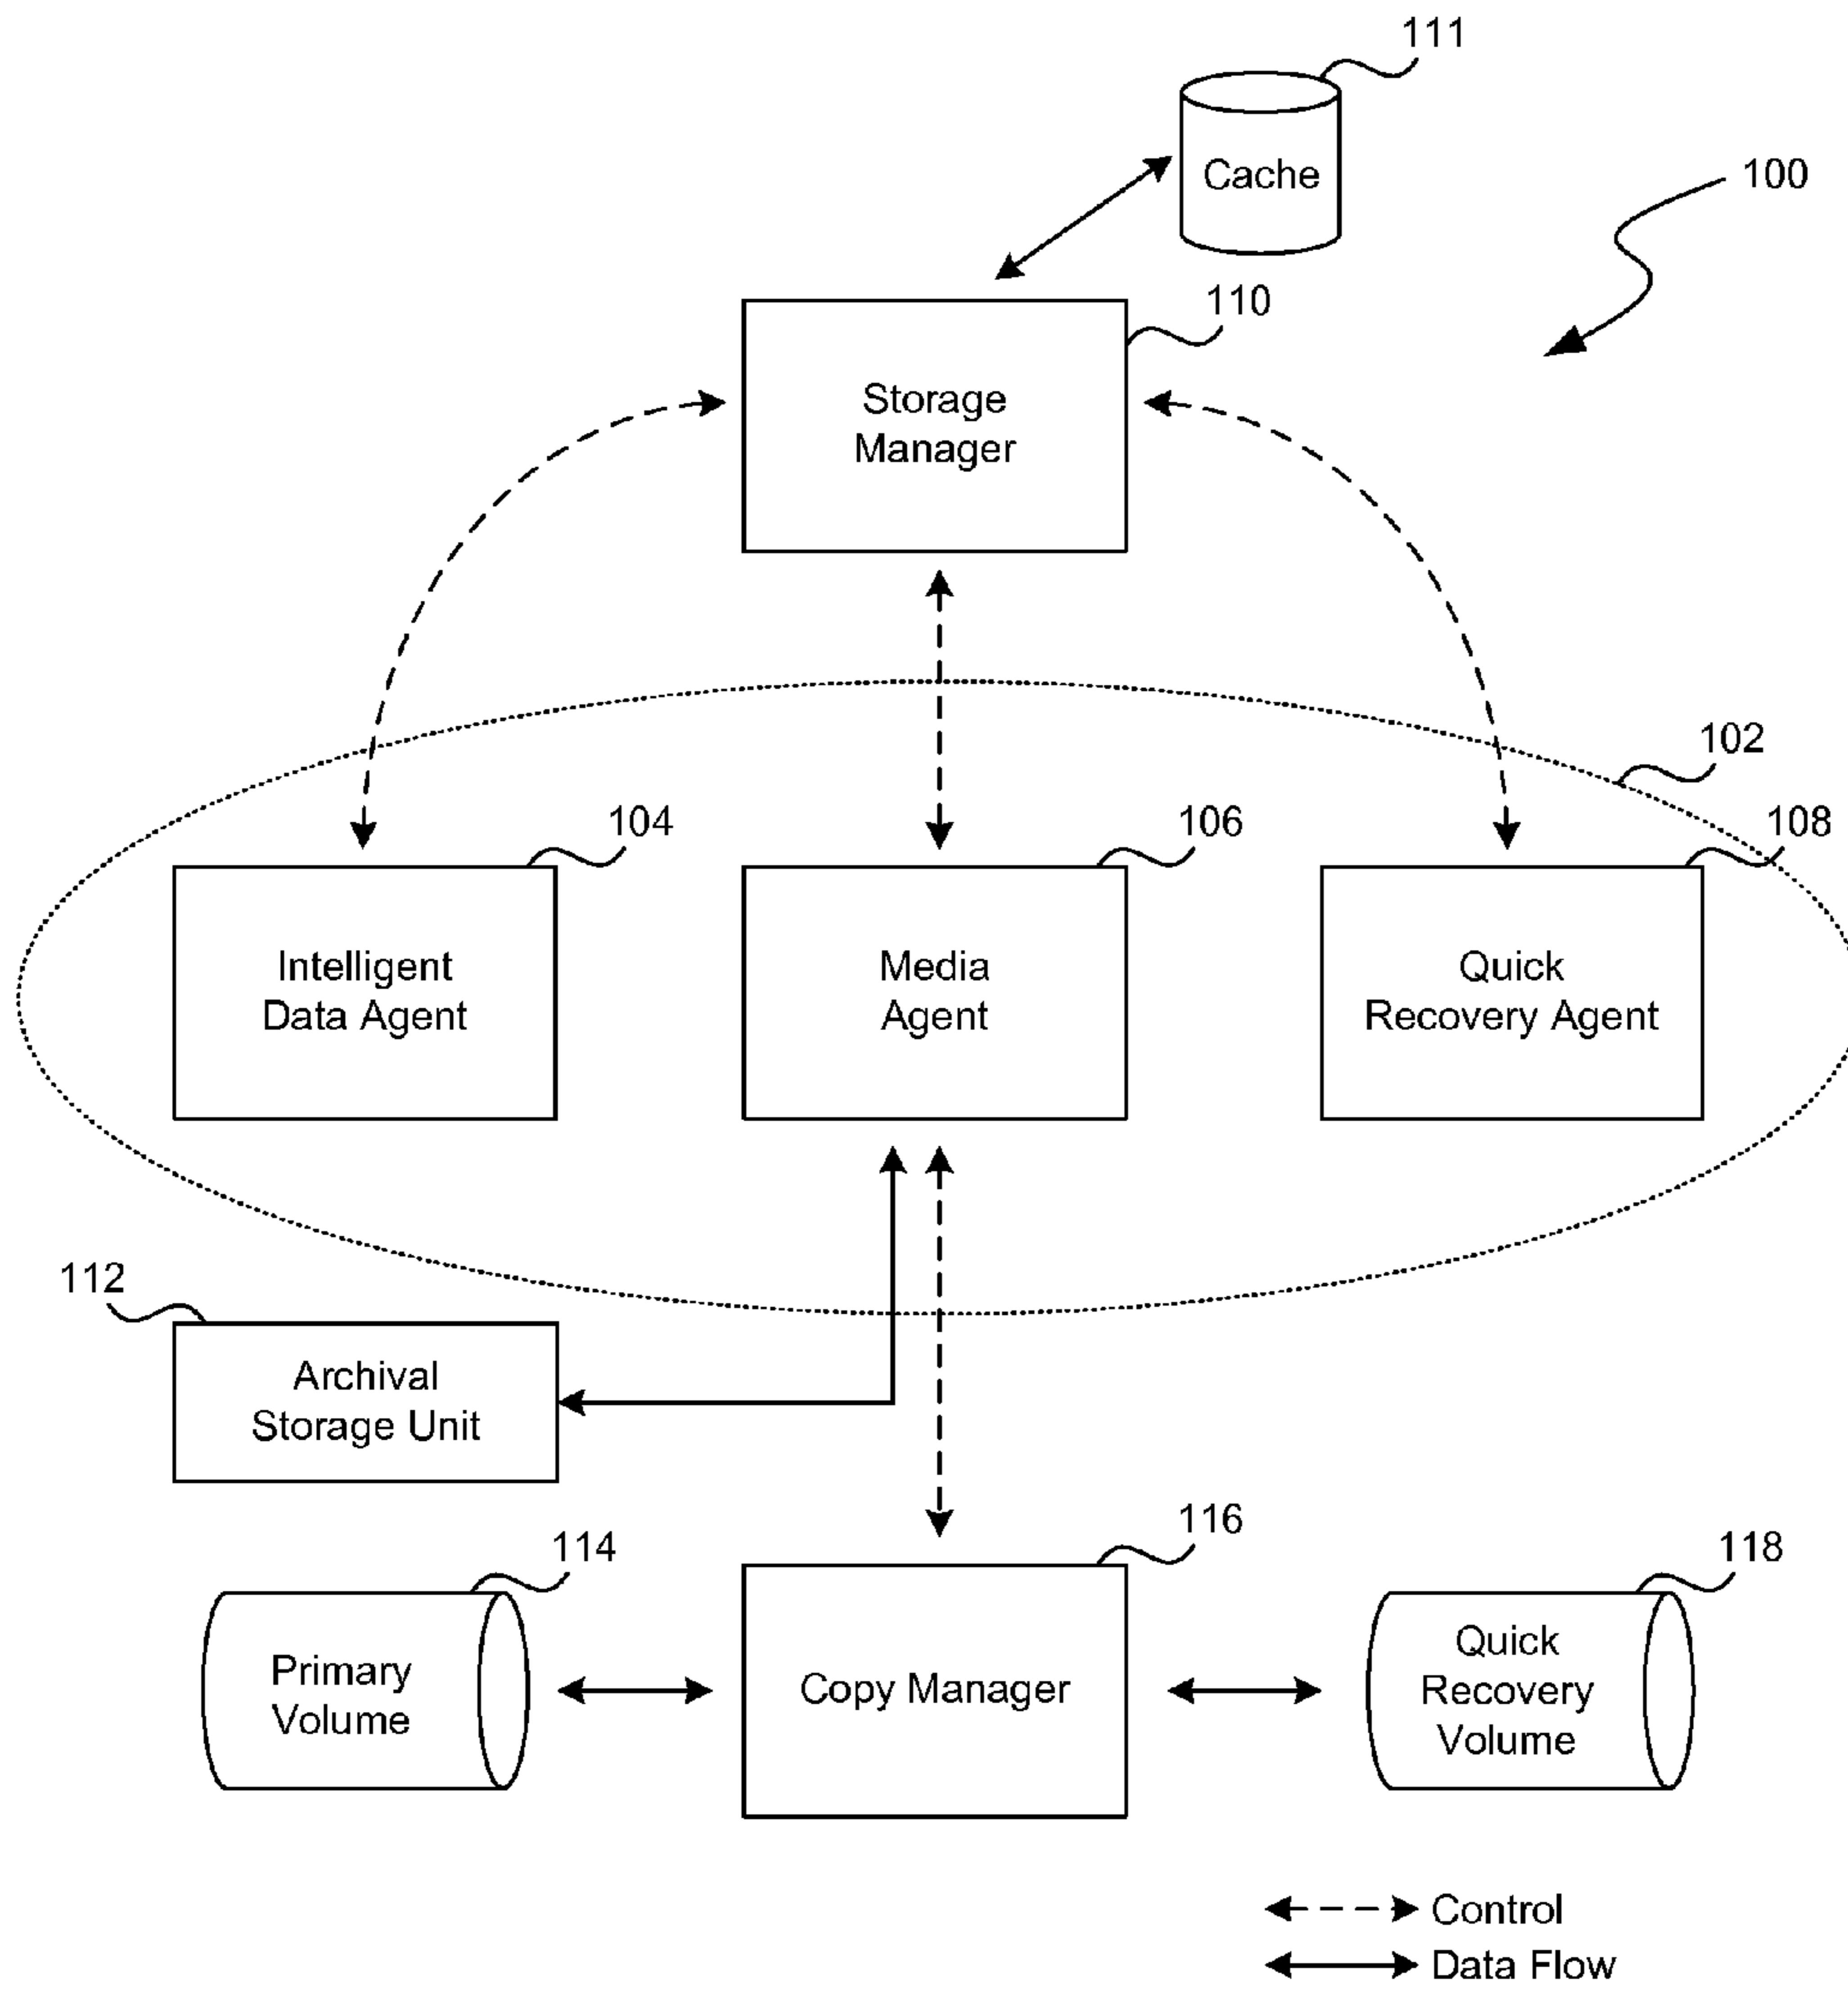 111
Cache
100
110
Storage
Manager
102
104
106
108
Intelligent
Data Agent
Media
Agent
Quick
Recovery Agent
112
Archival
Storage Unit
114
116
118
Primary
Volume
Copy Manager
Quick
Recovery
Volume
Control
Data Flow